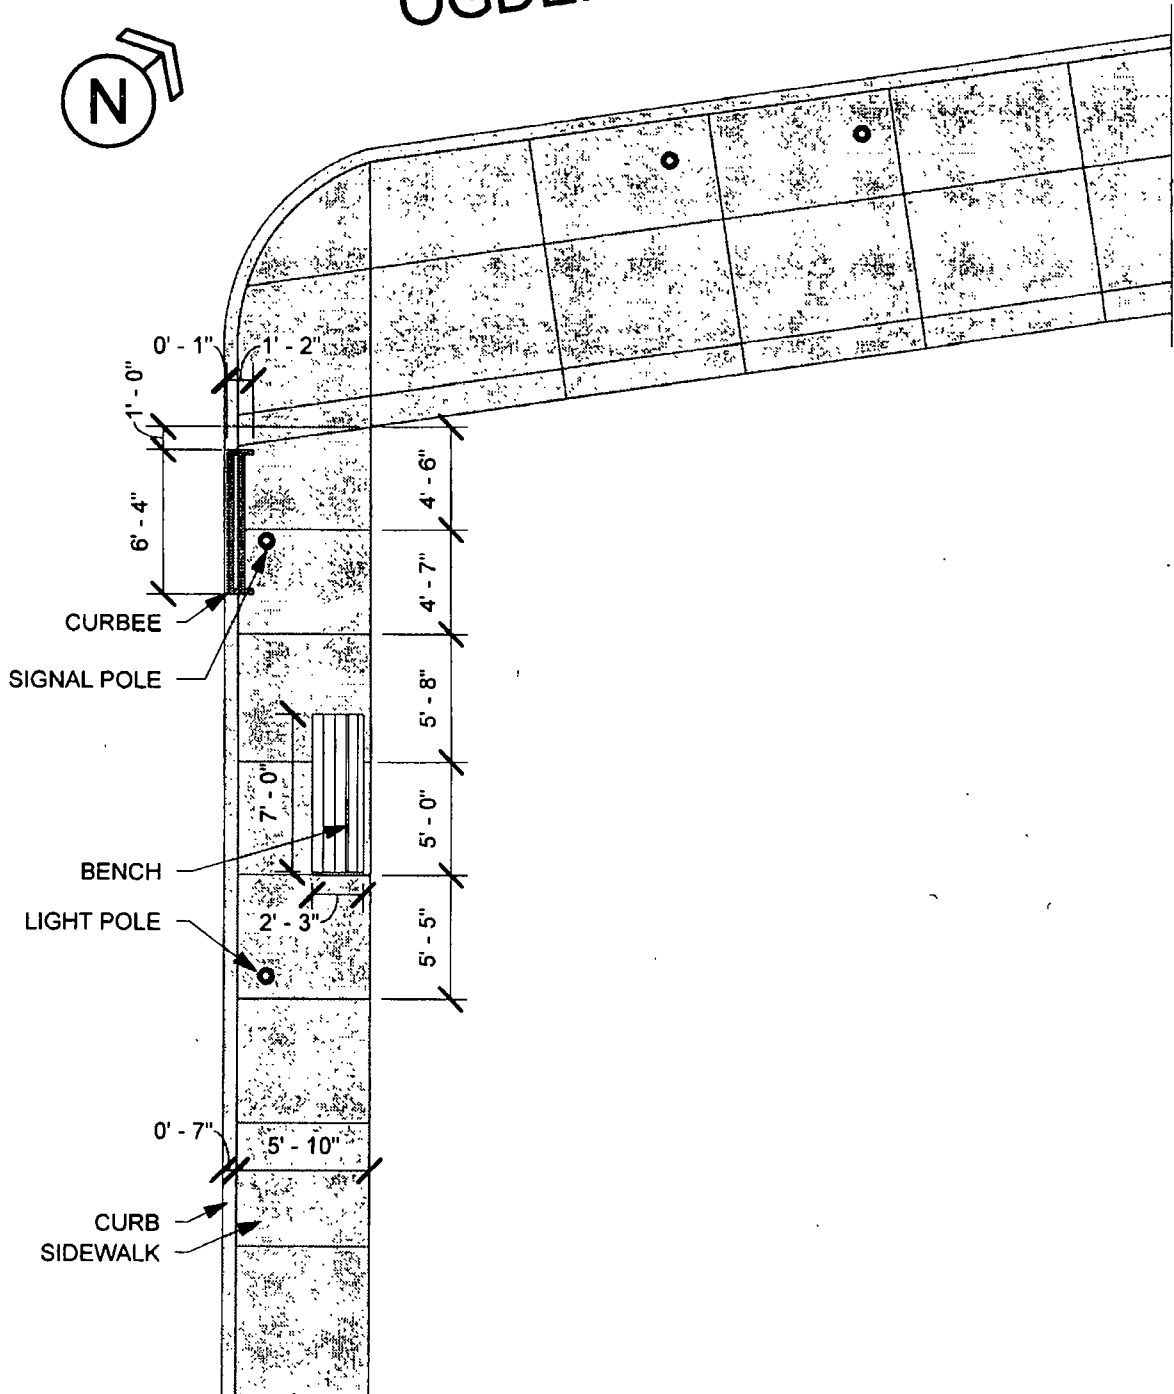 N
0' - 1"
1' - 2"
1' - 0"
4' - 6"
6' - 4"
4' - 7"
CURBEE
SIGNAL POLE
5' - 8"
7' - 0"
5' - 0"
BENCH
2' - 3"
LIGHT POLE
5' - 5"
0' - 7"
5' - 10"
CURB
SIDEWALK